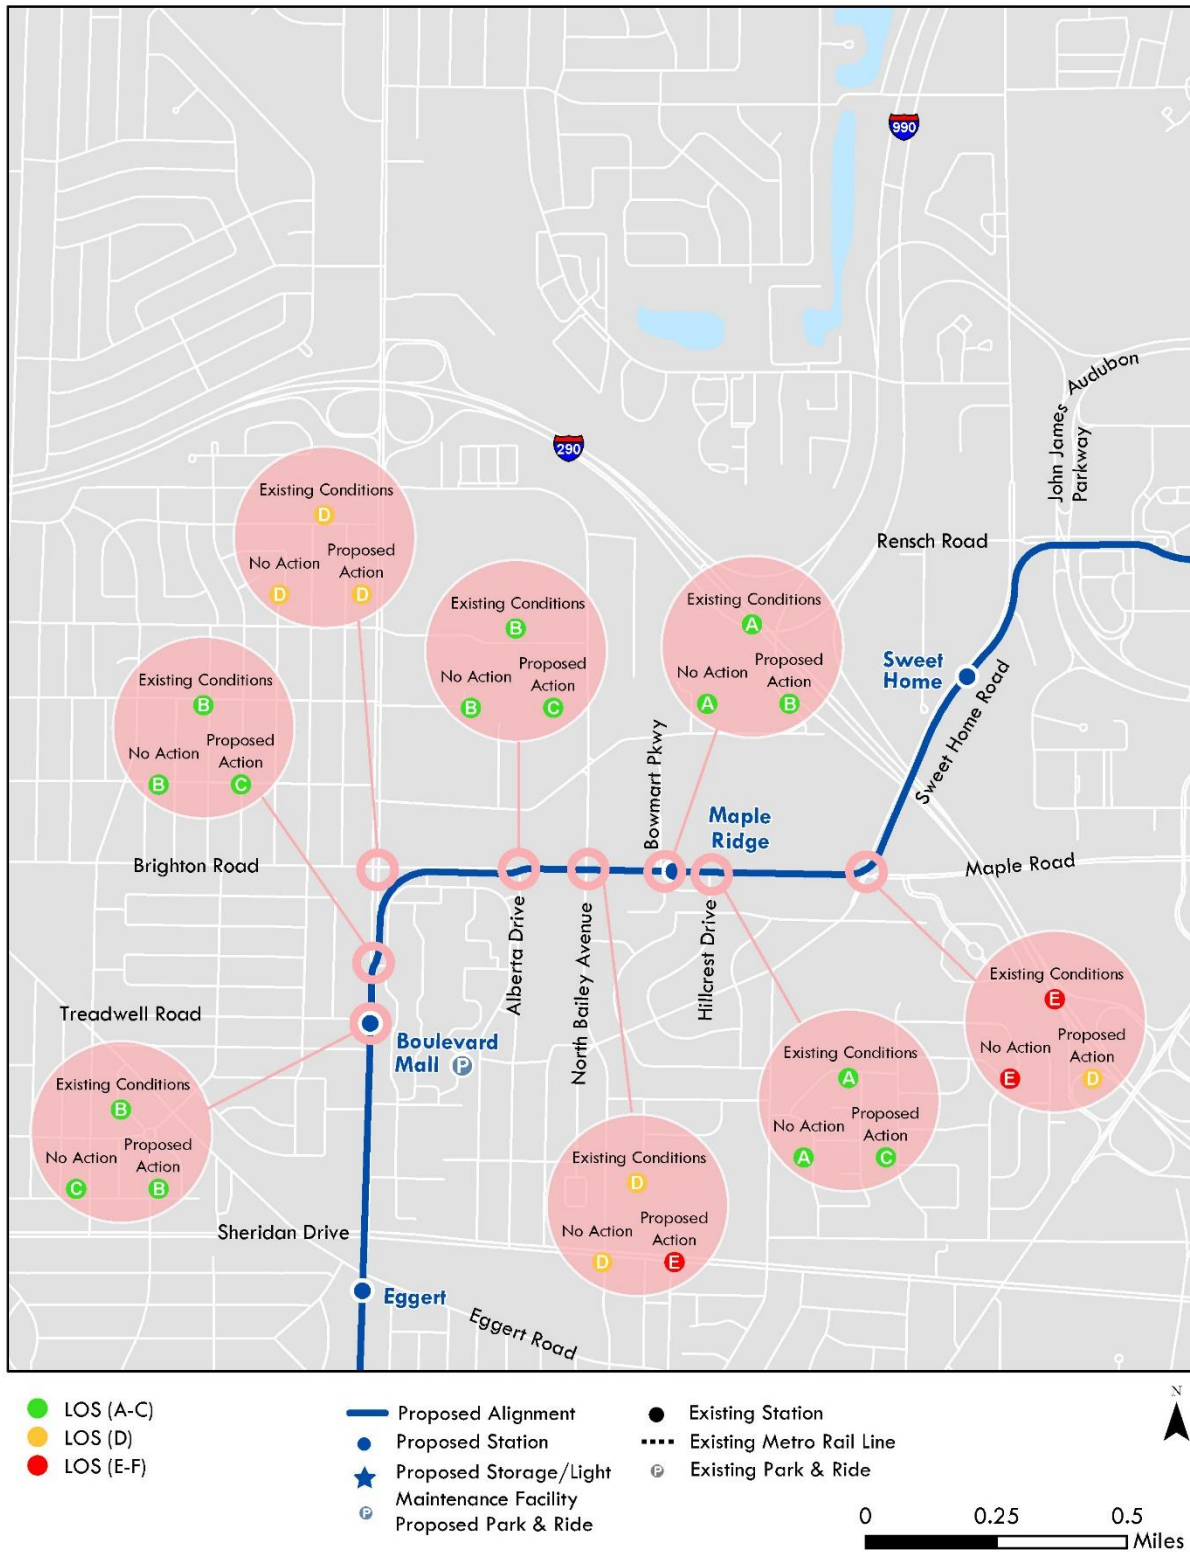 990
290
John James Audubon
Parkway
Rensch Road
Existing Conditions
D
No Action
Proposed
Action
D
D
Existing Conditions
B
No Action
Proposed
Action
B
C
Existing Conditions
A
No Action
Proposed
Action
A
B
Sweet
Home
Sweet Home Road
Existing Conditions
B
No Action
Proposed
Action
B
C
Bowmart Pkwy
Maple
Ridge
Brighton Road
Maple Road
Alberta Drive
North Bailey Avenue
Hillcrest Drive
Treadwell Road
Boulevard
Mall
P
Existing Conditions
E
No Action
Proposed
Action
E
D
Existing Conditions
B
No Action
Proposed
Action
C
B
Existing Conditions
A
No Action
Proposed
Action
A
C
Existing Conditions
D
No Action
Proposed
Action
D
E
Sheridan Drive
Eggert
Eggert Road
LOS (A-C)
LOS (D)
LOS (E-F)
Proposed Alignment
Proposed Station
Proposed Storage/Light
Maintenance Facility
P
Proposed Park & Ride
Existing Station
Existing Metro Rail Line
P
Existing Park & Ride
N
0
0.25
0.5
Miles